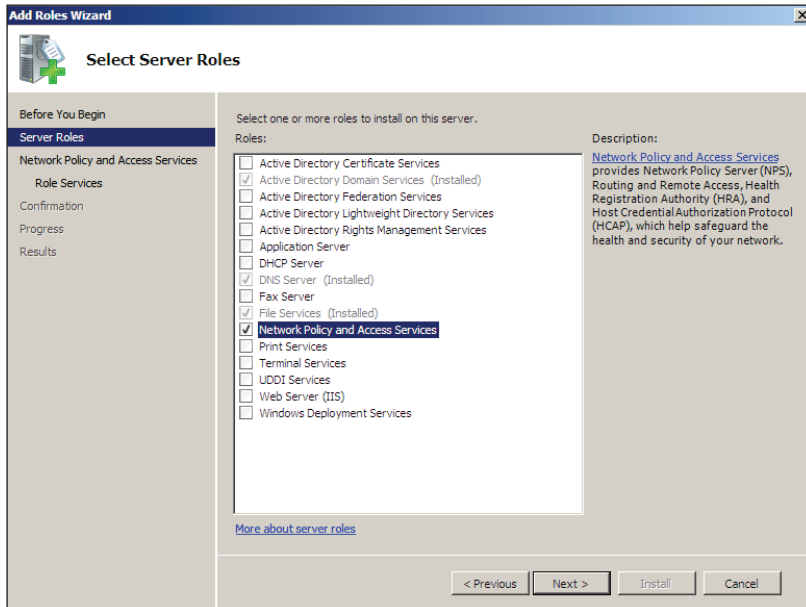 Add Roles Wizard
Select Server Roles
Before You Begin
Server Roles
Network Policy and Access Services
Role Services
Confirmation
Progress
Results
Select one or more roles to install on this server.
Roles:
Active Directory Certificate Services
Active Directory Domain Services (Installed)
Active Directory Federation Services
Active Directory Lightweight Directory Services
Active Directory Rights Management Services
Application Server
DHCP Server
DNS Server (Installed)
Fax Server
File Services (Installed)
Network Policy and Access Services
Print Services
Terminal Services
UDDI Services
Web Server (IIS)
Windows Deployment Services
More about server roles
Description:
Network Policy and Access Services
provides Network Policy Server (NPS),
Routing and Remote Access, Health
Registration Authority (HRA), and
Host Credential Authorization Protocol
(HCAP), which help safeguard the
health and security of your network.
< Previous
Next >
Install
Cancel